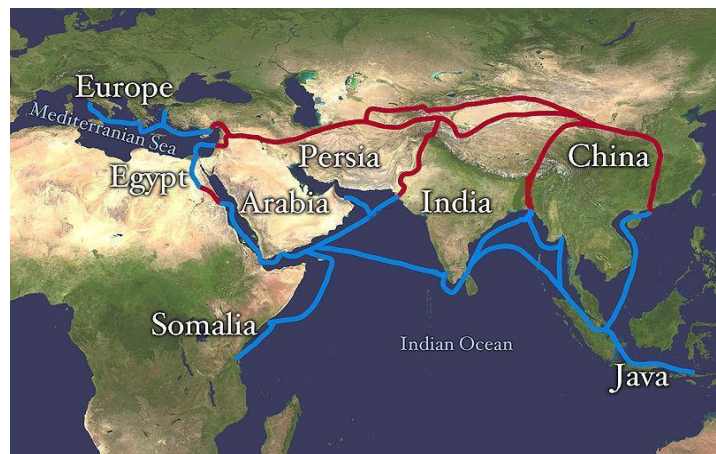 Europe
Mediterranian Sea
Egypt
Arabia
Persia
India
China
Somalia
Indian Ocean
Java